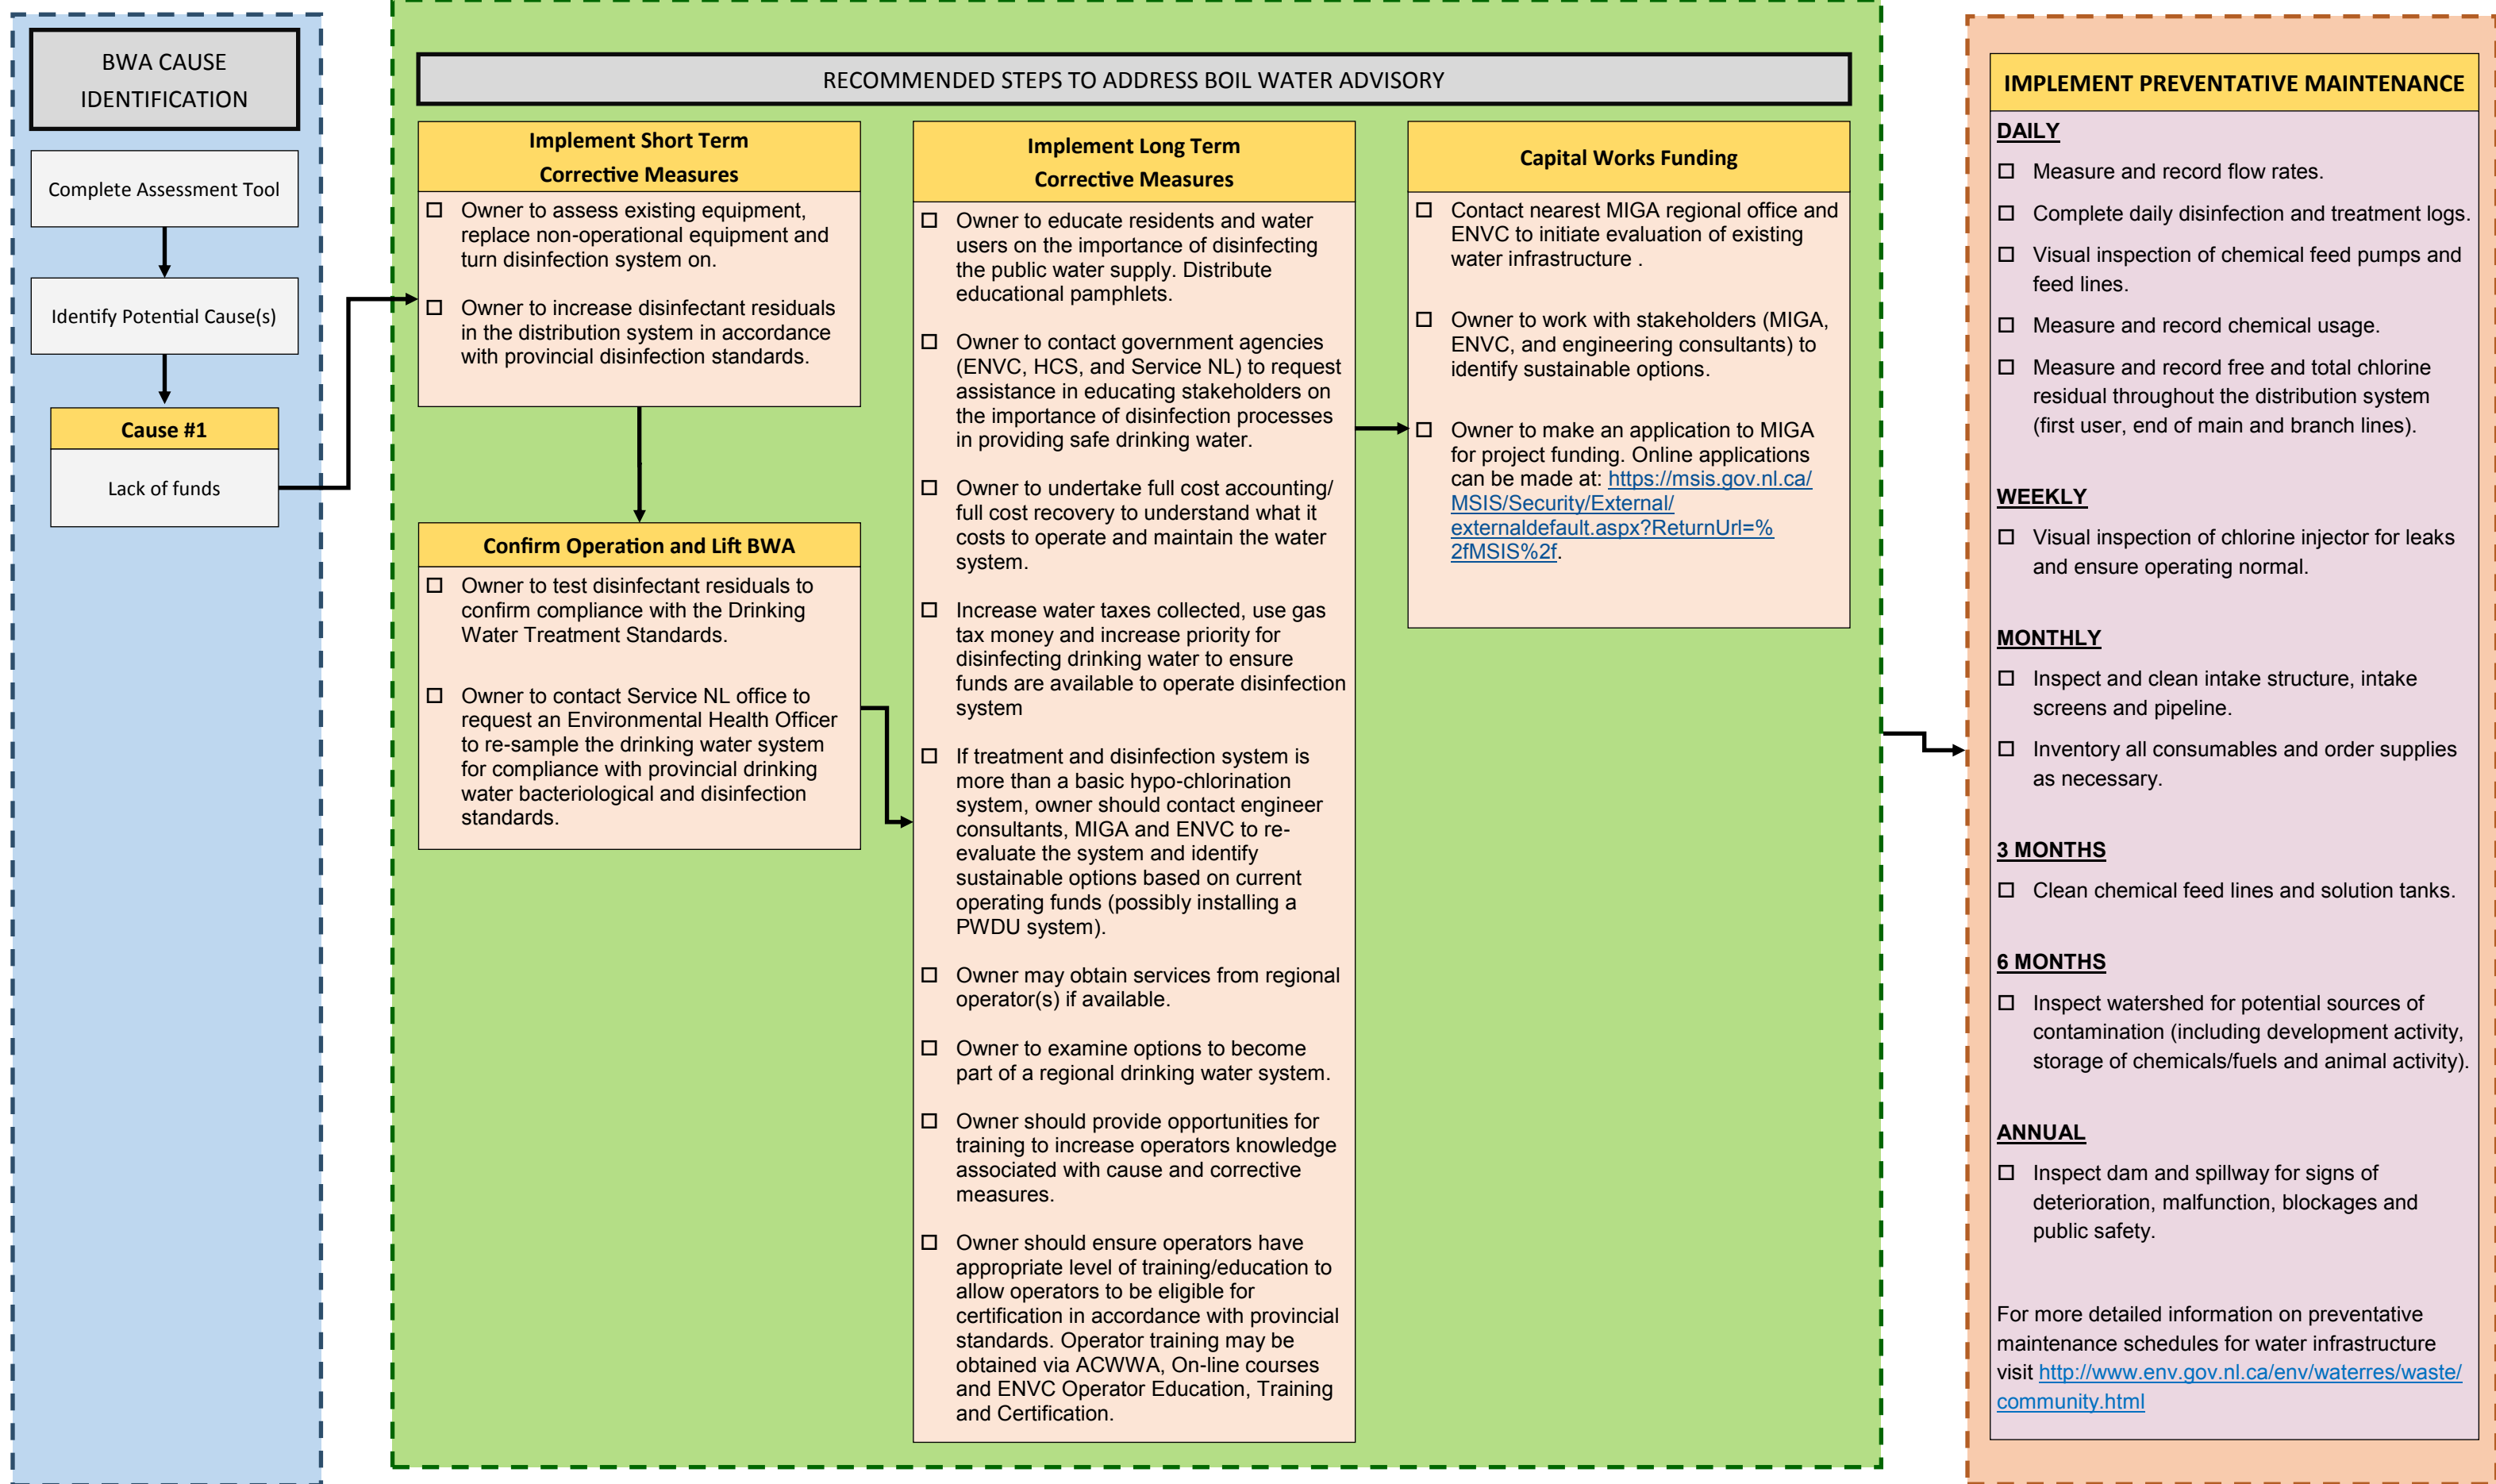 BWA CAUSE
IDENTIFICATION
Complete Assessment Tool
Identify Potential Cause(s)
Cause #1
Lack of funds
RECOMMENDED STEPS TO ADDRESS BOIL WATER ADVISORY
Implement Short Term
Corrective Measures
☐ Owner to assess existing equipment,
replace non-operational equipment and
turn disinfection system on.
☐ Owner to increase disinfectant residuals
in the distribution system in accordance
with provincial disinfection standards.
Confirm Operation and Lift BWA
☐ Owner to test disinfectant residuals to
confirm compliance with the Drinking
Water Treatment Standards.
☐ Owner to contact Service NL office to
request an Environmental Health Officer
to re-sample the drinking water system
for compliance with provincial drinking
water bacteriological and disinfection
standards.
Implement Long Term
Corrective Measures
☐ Owner to educate residents and water
users on the importance of disinfecting
the public water supply. Distribute
educational pamphlets.
☐ Owner to contact government agencies
(ENVC, HCS, and Service NL) to request
assistance in educating stakeholders on
the importance of disinfection processes
in providing safe drinking water.
☐ Owner to undertake full cost accounting/
full cost recovery to understand what it
costs to operate and maintain the water
system.
☐ Increase water taxes collected, use gas
tax money and increase priority for
disinfecting drinking water to ensure
funds are available to operate disinfection
system
☐ If treatment and disinfection system is
more than a basic hypo-chlorination
system, owner should contact engineer
consultants, MIGA and ENVC to re-
evaluate the system and identify
sustainable options based on current
operating funds (possibly installing a
PWDU system).
☐ Owner may obtain services from regional
operator(s) if available.
☐ Owner to examine options to become
part of a regional drinking water system.
☐ Owner should provide opportunities for
training to increase operators knowledge
associated with cause and corrective
measures.
☐ Owner should ensure operators have
appropriate level of training/education to
allow operators to be eligible for
certification in accordance with provincial
standards. Operator training may be
obtained via ACWWA, On-line courses
and ENVC Operator Education, Training
and Certification.
Capital Works Funding
☐ Contact nearest MIGA regional office and
ENVC to initiate evaluation of existing
water infrastructure .
☐ Owner to work with stakeholders (MIGA,
ENVC, and engineering consultants) to
identify sustainable options.
☐ Owner to make an application to MIGA
for project funding. Online applications
can be made at: https://msis.gov.nl.ca/
MSIS/Security/External/
externaldefault.aspx?ReturnUrl=%
2fMSIS%2f.
IMPLEMENT PREVENTATIVE MAINTENANCE
DAILY
☐ Measure and record flow rates.
☐ Complete daily disinfection and treatment logs.
☐ Visual inspection of chemical feed pumps and
feed lines.
☐ Measure and record chemical usage.
☐ Measure and record free and total chlorine
residual throughout the distribution system
(first user, end of main and branch lines).
WEEKLY
☐ Visual inspection of chlorine injector for leaks
and ensure operating normal.
MONTHLY
☐ Inspect and clean intake structure, intake
screens and pipeline.
☐ Inventory all consumables and order supplies
as necessary.
3 MONTHS
☐ Clean chemical feed lines and solution tanks.
6 MONTHS
☐ Inspect watershed for potential sources of
contamination (including development activity,
storage of chemicals/fuels and animal activity).
ANNUAL
☐ Inspect dam and spillway for signs of
deterioration, malfunction, blockages and
public safety.
For more detailed information on preventative
maintenance schedules for water infrastructure
visit http://www.env.gov.nl.ca/env/waterres/waste/
community.html